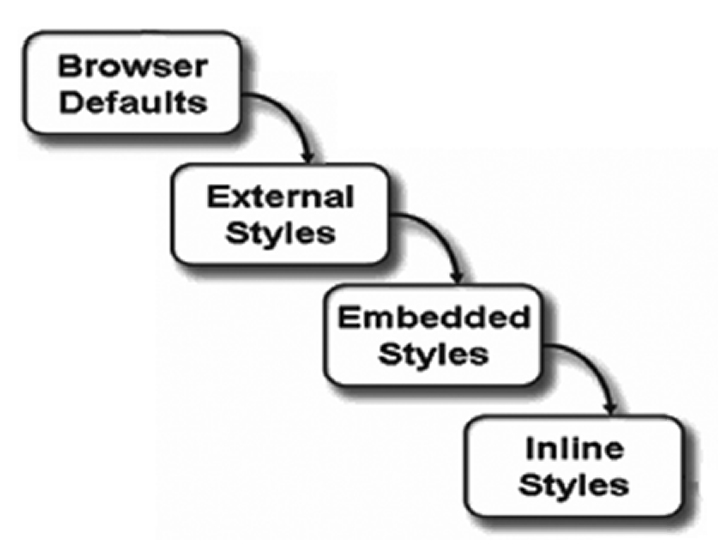 Browser
Defaults
External
Styles
Embedded
Styles
Inline
Styles